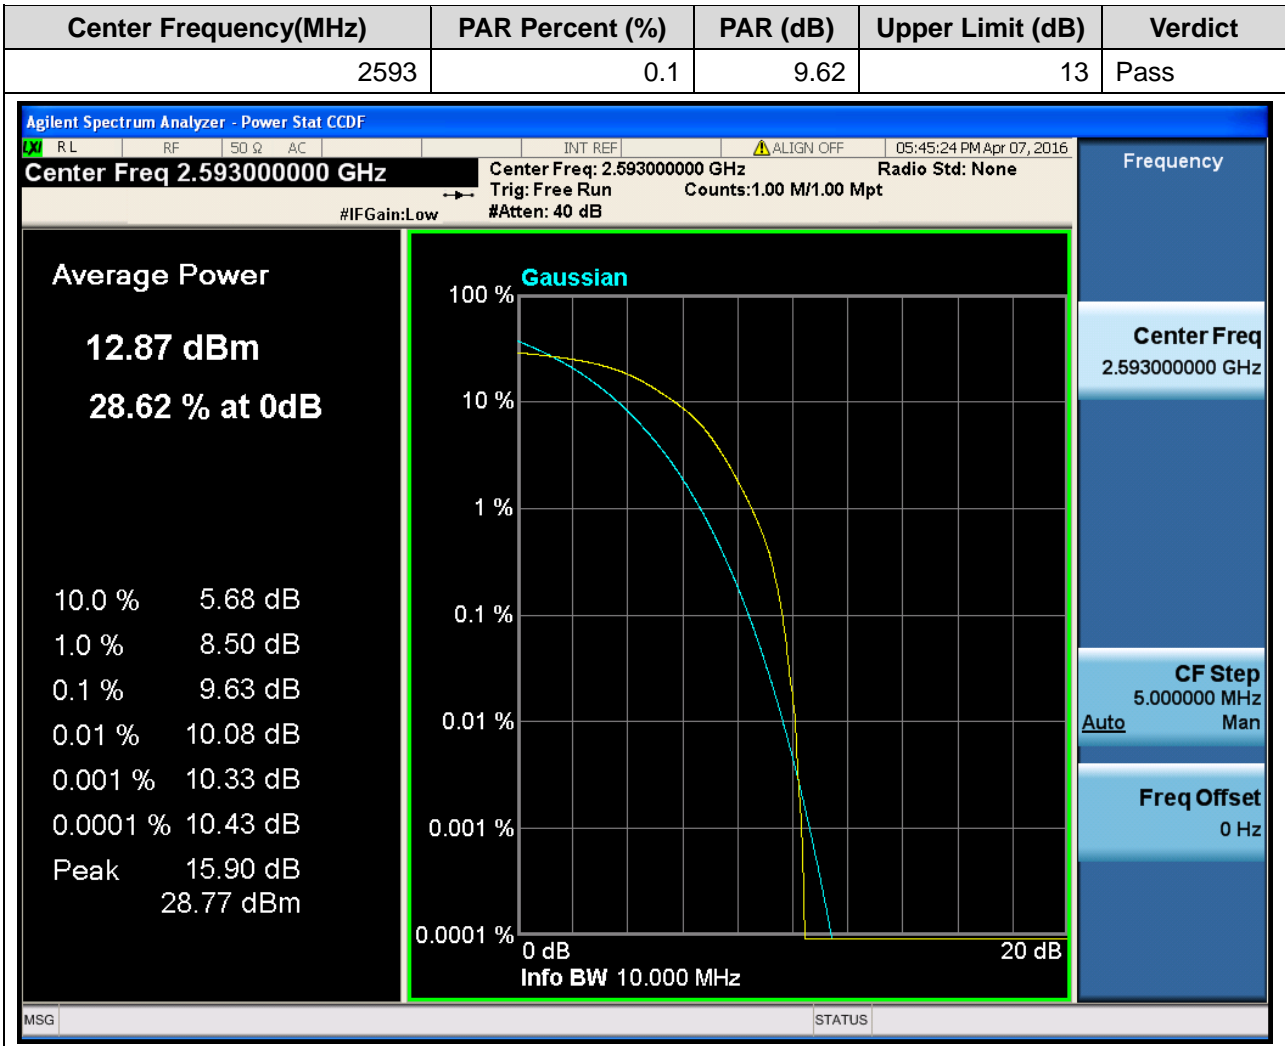 Center Frequency(MHz) PAR Percent (%) PAR (dB) Upper Limit (dB) Verdict
2593 0.1 9.62 13 Pass
Agilent Spectrum Analyzer - Power Stat CCDF
LXI RL RF 50 Ω AC INT REF ALIGN OFF 05:45:24 PM Apr 07, 2016
Center Freq 2.593000000 GHz
Center Freq: 2.593000000 GHz Radio Std: None
Trig: Free Run Counts:1.00 M/1.00 Mpt
#IFGain:Low #Atten: 40 dB
Average Power
12.87 dBm
28.62 % at 0dB
10.0 % 5.68 dB
1.0 % 8.50 dB
0.1 % 9.63 dB
0.01 % 10.08 dB
0.001 % 10.33 dB
0.0001 % 10.43 dB
Peak 15.90 dB
28.77 dBm
Gaussian
100 %
10 %
1 %
0.1 %
0.01 %
0.001 %
0.0001 %
0 dB 20 dB
Info BW 10.000 MHz
Frequency
Center Freq
2.593000000 GHz
CF Step
5.000000 MHz
Auto Man
Freq Offset
0 Hz
MSG STATUS